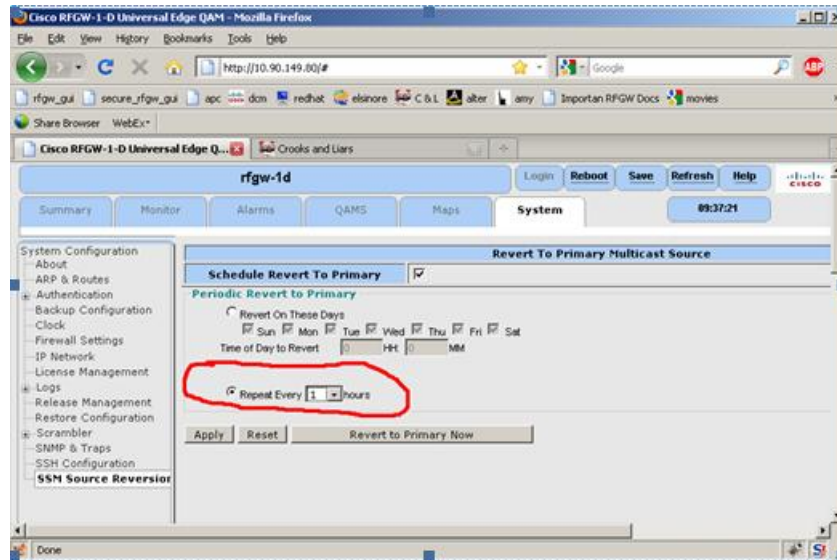 Cisco RFGW-1-D Universal Edge QAM - Mozilla Firefox
File Edit View History Bookmarks Tools Help
http://10.90.149.80/#
Google
ABP
rfgw_gui secure_rfgw_gui apc dcm redhat elsinore C & L alter amy Importan RFGW Docs movies
Share Browser WebEx
Cisco RFGW-1-D Universal Edge Q... Crooks and Liars
rfgw-1d
Login Reboot Save Refresh Help
CISCO
Summary Monitor Alarms QAMS Maps System
09:37:21
System Configuration
About
ARP & Routes
Authentication
Backup Configuration
Clock
Firewall Settings
IP Network
License Management
Logs
Release Management
Restore Configuration
Scrambler
SNMP & Traps
SSH Configuration
SSM Source Reversion
Revert To Primary Multicast Source
Schedule Revert To Primary
Periodic Revert to Primary
Revert On These Days
Sun Mon Tue Wed Thu Fri Sat
Time of Day to Revert 0 HH: 0 MM
Repeat Every 1 hours
Apply Reset Revert to Primary Now
Done